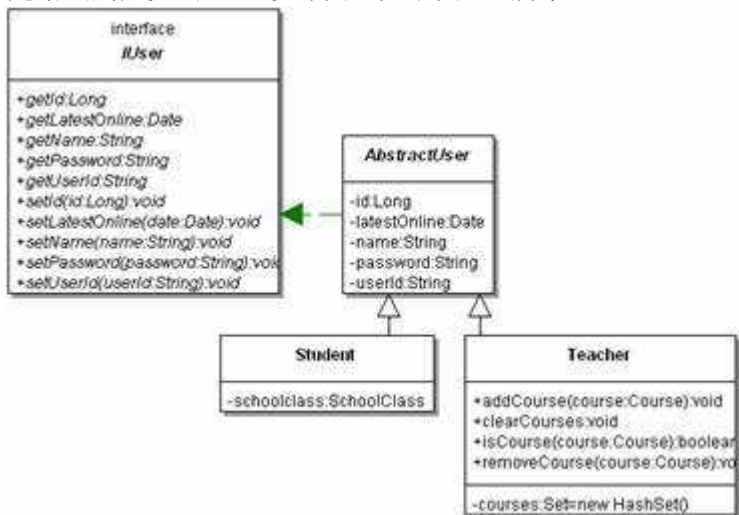 interface
IUser
+getId:Long
+getLatestOnline:Date
+getName:String
+getPassword:String
+getUserId:String
+setId(id:Long):void
+setLatestOnline(date:Date):void
+setName(name:String):void
+setPassword(password:String):voi
+setUserId(userId:String):void
AbstractUser
-id:Long
-latestOnline:Date
-name:String
-password:String
-userId:String
Student
-schoolclass:SchoolClass
Teacher
+addCourse(course:Course):void
+clearCourses:void
+isCourse(course:Course):boolear
+removeCourse(course:Course):vo
-courses:Set=new HashSet()